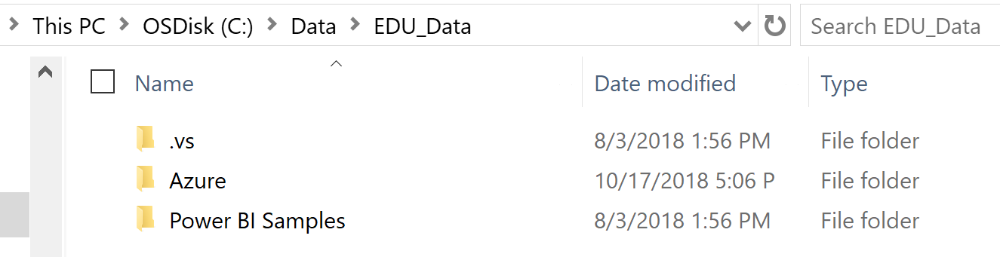 This PC OSDisk (C:) Data EDU_Data Search EDU_Data
Name Date modified Type
.vs 8/3/2018 1:56 PM File folder
Azure 10/17/2018 5:06 P File folder
Power BI Samples 8/3/2018 1:56 PM File folder